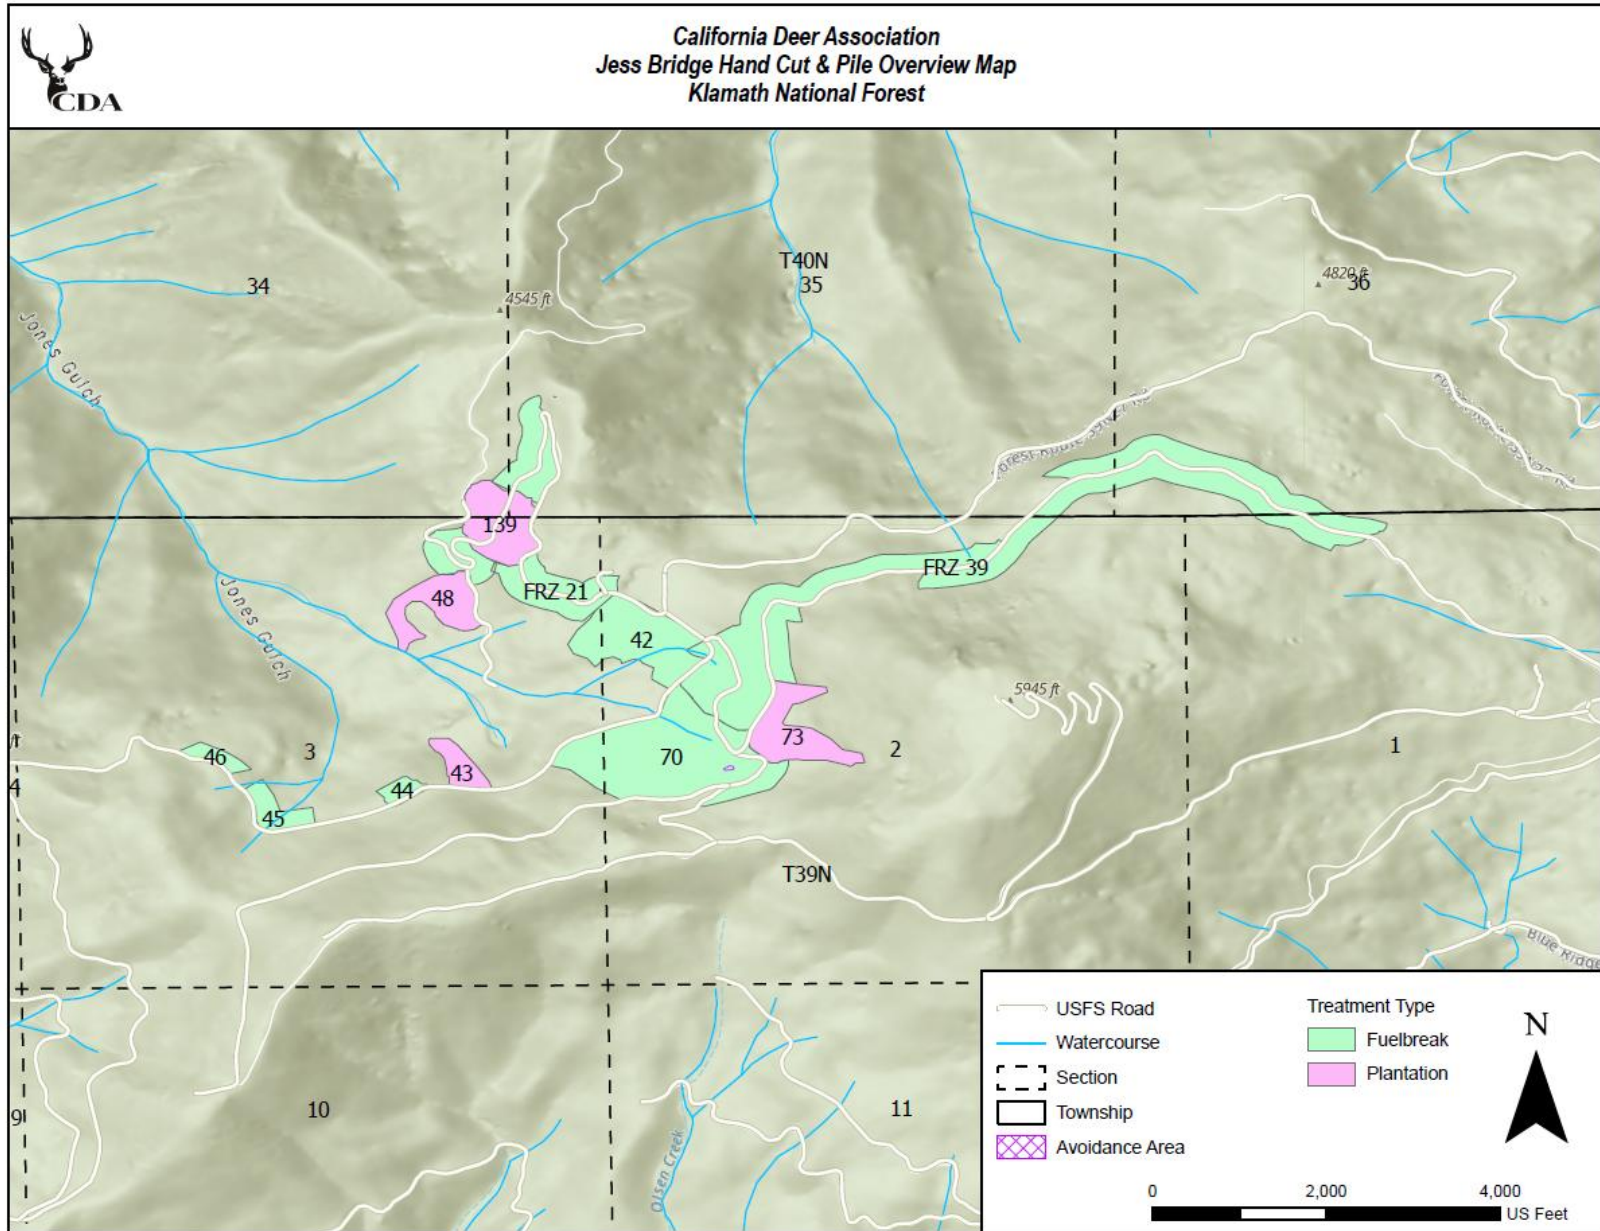 California Deer Association
Jess Bridge Hand Cut & Pile Overview Map
Klamath National Forest
CDA
T40N
34
35
36
4820 ft
4545 ft
Jones Gulch
139
FRZ 39
FRZ 21
48
42
Jones Gulch
5945 ft
46
3
70
73
2
1
43
44
4
45
T39N
Blue Ridge
10
11
9
Olsen Creek
USFS Road
Watercourse
Section
Township
Avoidance Area
Treatment Type
Fuelbreak
Plantation
N
0 2,000 4,000
US Feet